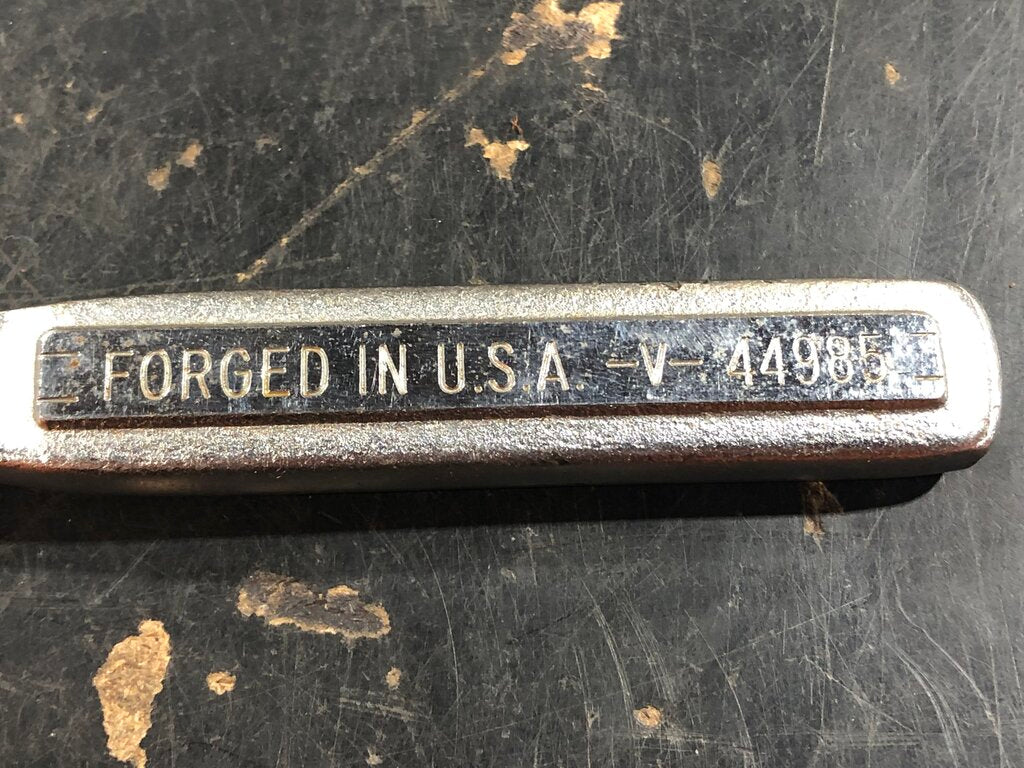 FORGED IN U.S.A. -V- 44985